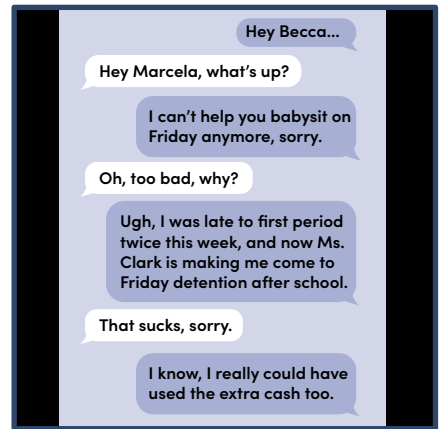 Hey Becca...
Hey Marcela, what's up?
I can't help you babysit on
Friday anymore, sorry.
Oh, too bad, why?
Ugh, I was late to first period
twice this week, and now Ms.
Clark is making me come to
Friday detention after school.
That sucks, sorry.
I know, I really could have
used the extra cash too.